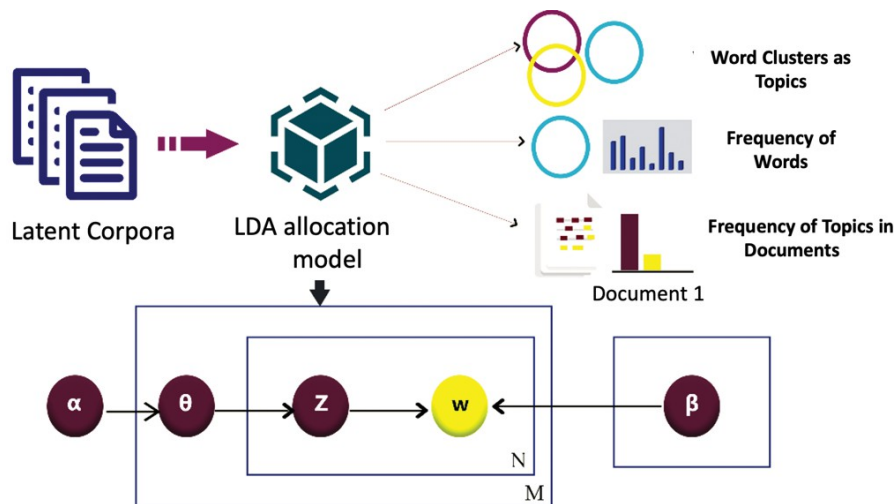 Word Clusters as
Topics
Frequency of
Words
Latent Corpora
LDA allocation
model
Frequency of Topics in
Documents
Document 1
α
θ
Z
w
β
N
M